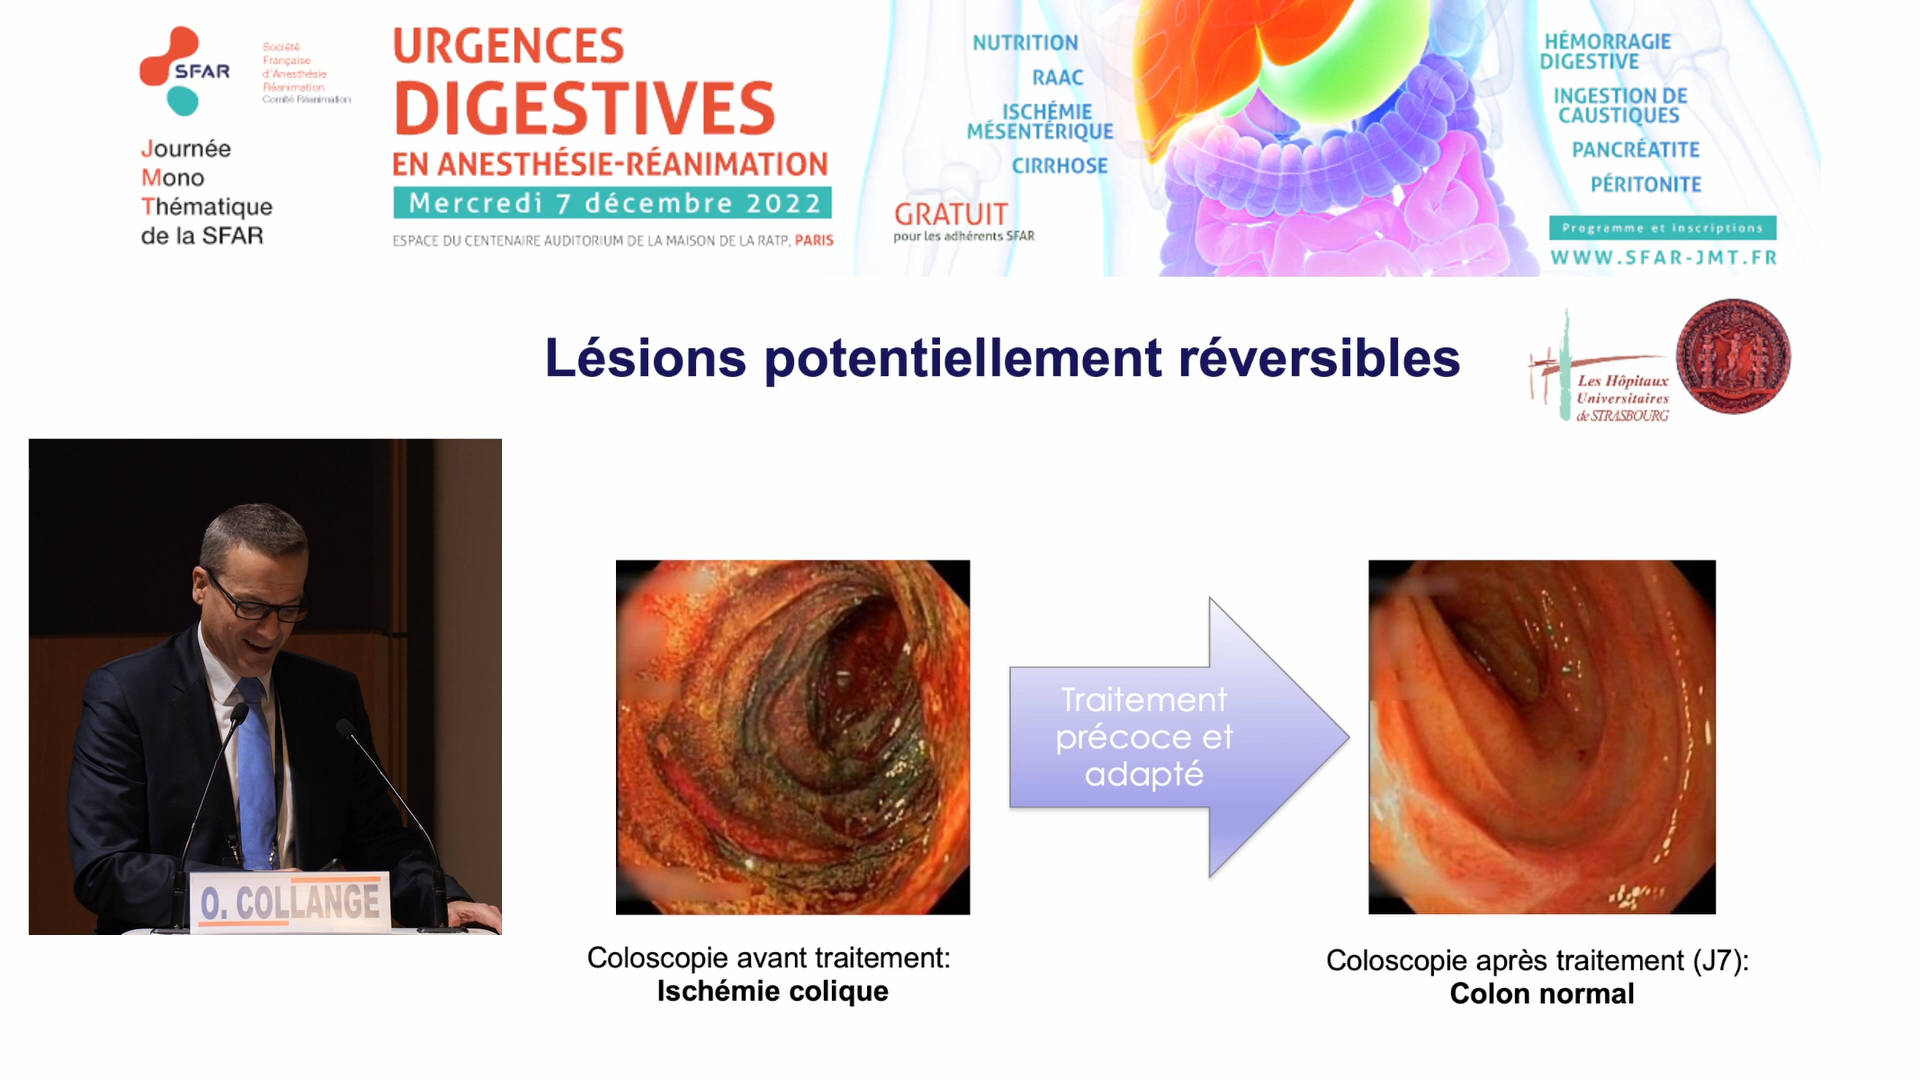 SFAR
Société
Française
d'Anesthésie
Réanimation
Comité Réanimation
Journée
Mono
Thématique
de la SFAR
URGENCES
DIGESTIVES
EN ANESTHÉSIE-RÉANIMATION
Mercredi 7 décembre 2022
ESPACE DU CENTENAIRE AUDITORIUM DE LA MAISON DE LA RATP, PARIS
NUTRITION
RAAC
ISCHÉMIE
MÉSENTÉRIQUE
CIRRHOSE
GRATUIT
pour les adhérents SFAR
HÉMORRAGIE
DIGESTIVE
INGESTION DE
CAUSTIQUES
PANCRÉATITE
PÉRITONITE
Programme et inscriptions
WWW.SFAR-JMT.FR
Lésions potentiellement réversibles
Les Hôpitaux
Universitaires
de STRASBOURG
O. COLLANGE
Traitement
précoce et
adapté
Coloscopie avant traitement:
Ischémie colique
Coloscopie après traitement (J7):
Colon normal